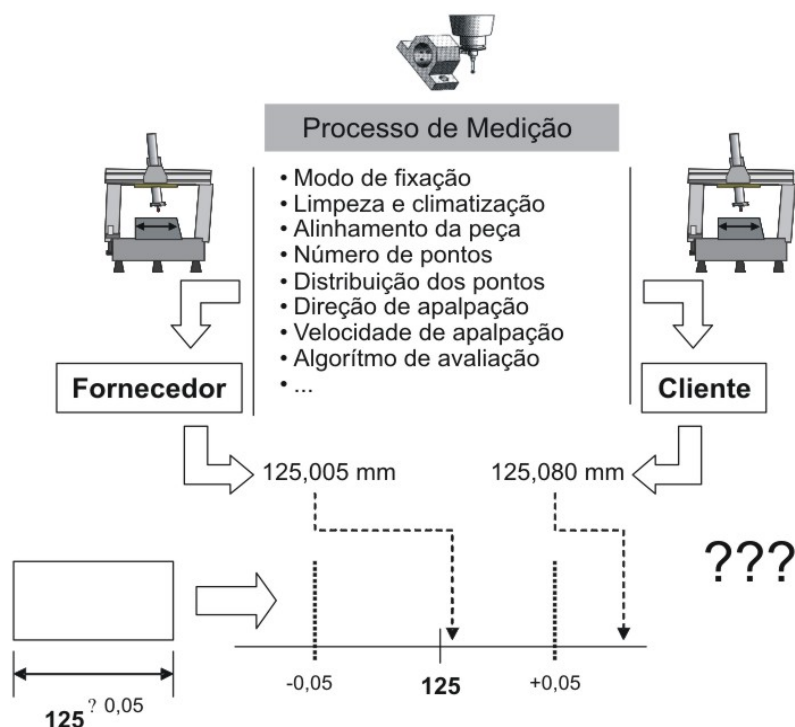 Processo de Medição
• Modo de fixação
• Limpeza e climatização
• Alinhamento da peça
• Número de pontos
• Distribuição dos pontos
• Direção de apalpação
• Velocidade de apalpação
• Algorítmo de avaliação
• ...
Fornecedor
Cliente
125,005 mm
125,080 mm
???
-0,05
125
+0,05
125 ? 0,05